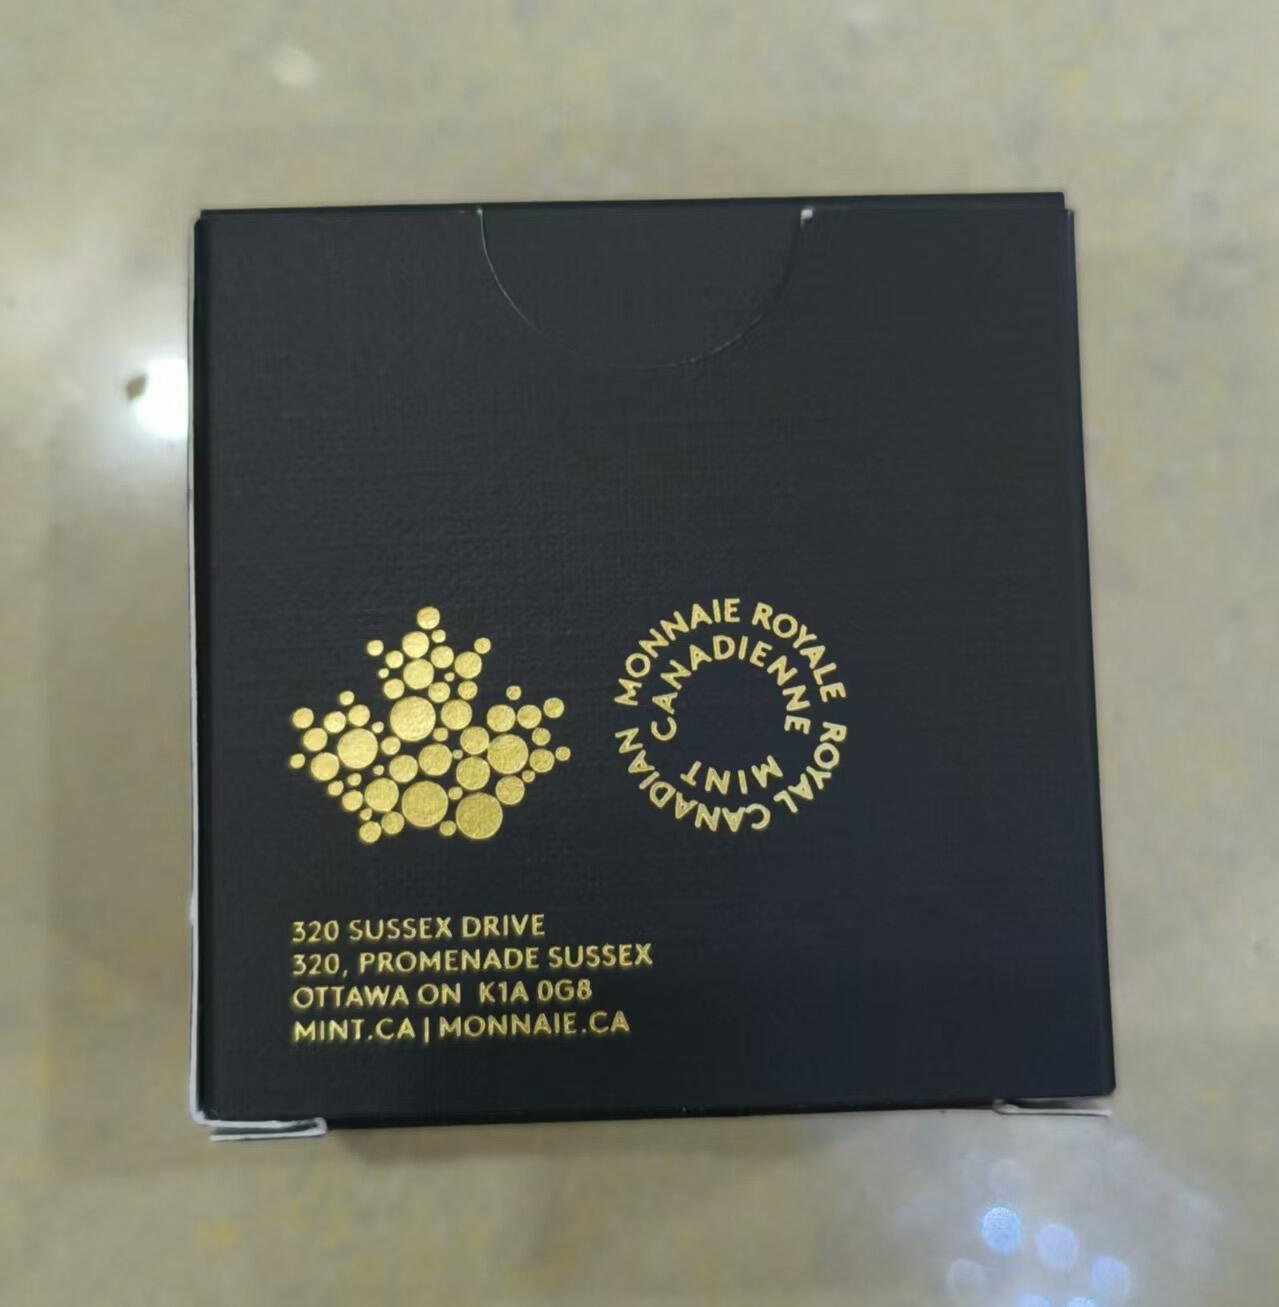 MONNAIE ROYALE
CANADIENNE
ROYAL CANADIAN
MINT
320 SUSSEX DRIVE
320, PROMENADE SUSSEX
OTTAWA ON K1A 0G8
MINT.CA | MONNAIE.CA